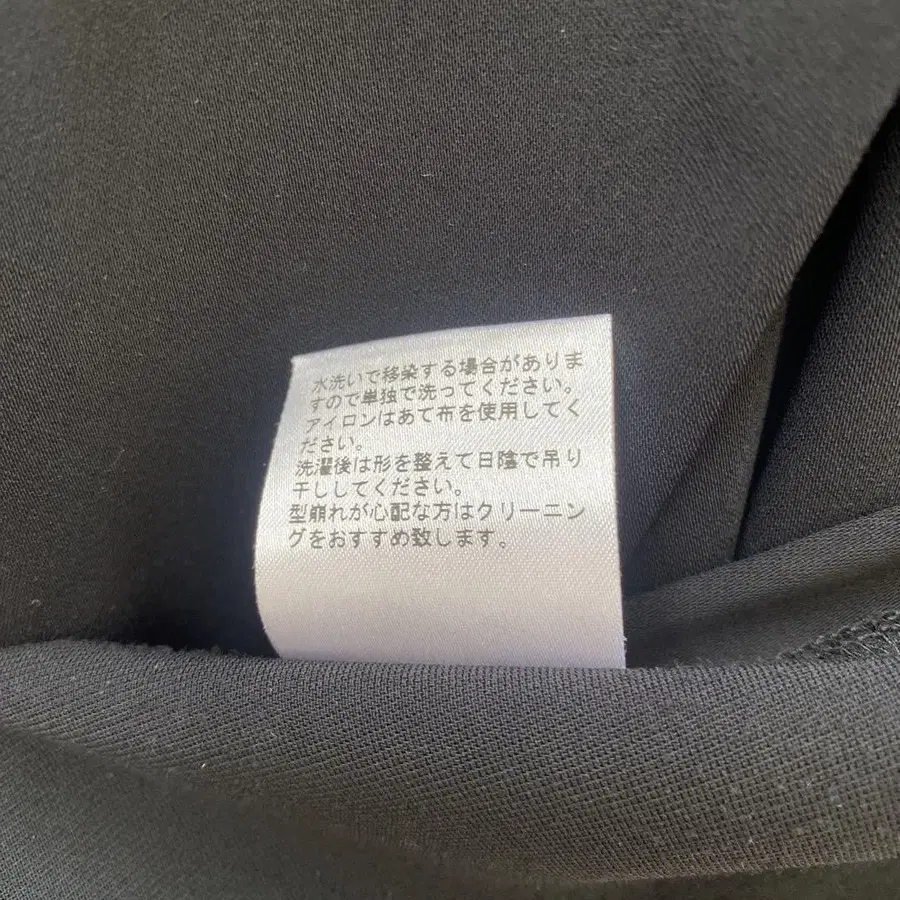 水洗いで移染する場合がありま
すので単独で洗ってください。
アイロンはあて布を使用してく
ださい。
洗濯後は形を整えて日陰で吊り
干ししてください。
型崩れが心配な方はクリーニン
グをおすすめ致します。